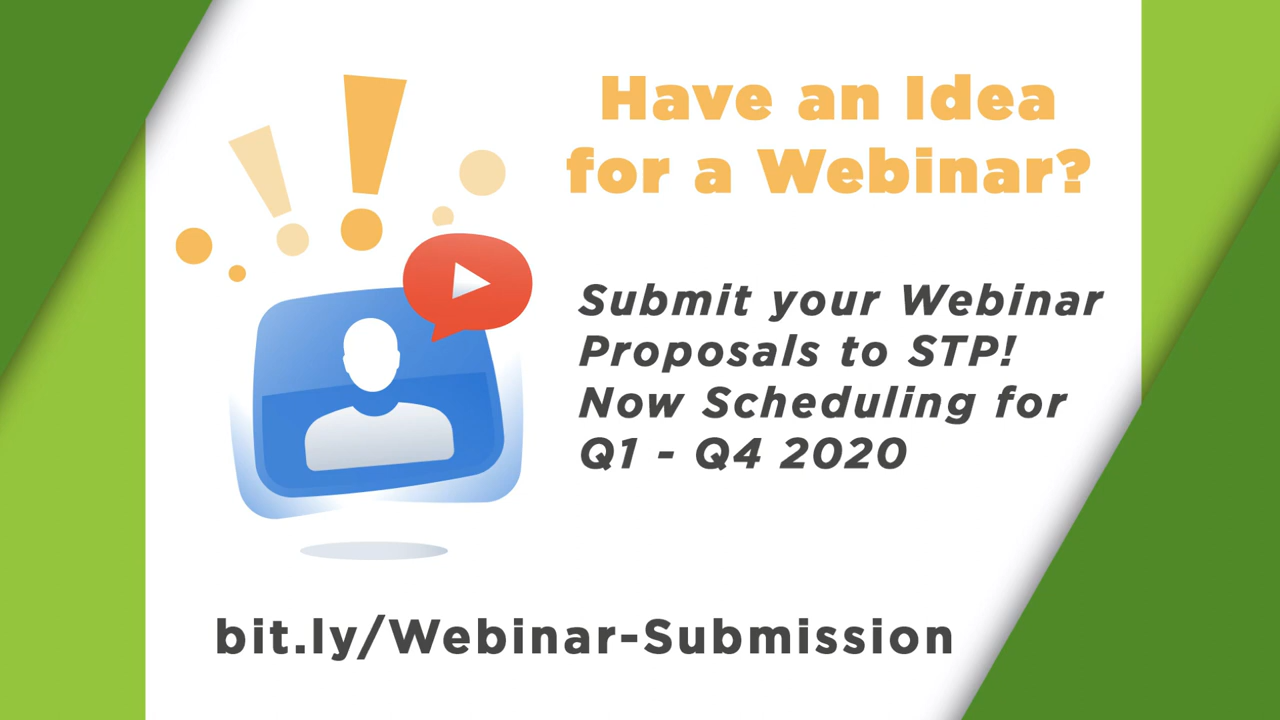 Have an Idea
for a Webinar?
Submit your Webinar
Proposals to STP!
Now Scheduling for
Q1 - Q4 2020
bit.ly/Webinar-Submission